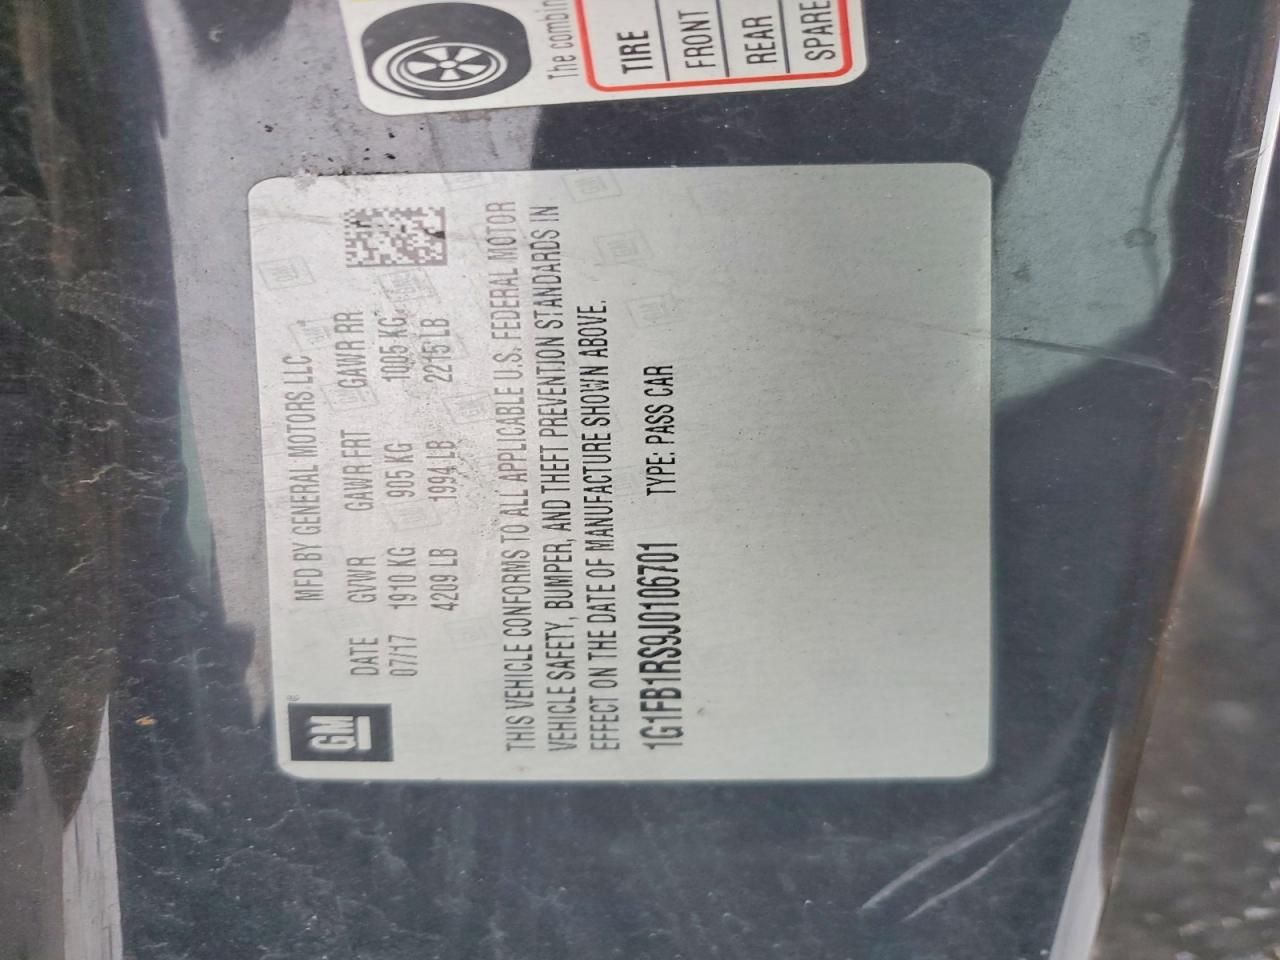 The combin
TIRE
FRONT
REAR
SPARE
GM®
MFD BY GENERAL MOTORS LLC
DATE GVWR GAWR FRT GAWR RR
07/17 1910 KG 905 KG 1005 KG
4209 LB 1994 LB 2215 LB
THIS VEHICLE CONFORMS TO ALL APPLICABLE U.S. FEDERAL MOTOR
VEHICLE SAFETY, BUMPER, AND THEFT PREVENTION STANDARDS IN
EFFECT ON THE DATE OF MANUFACTURE SHOWN ABOVE.
1G1FB1RS9J0106701 TYPE: PASS CAR